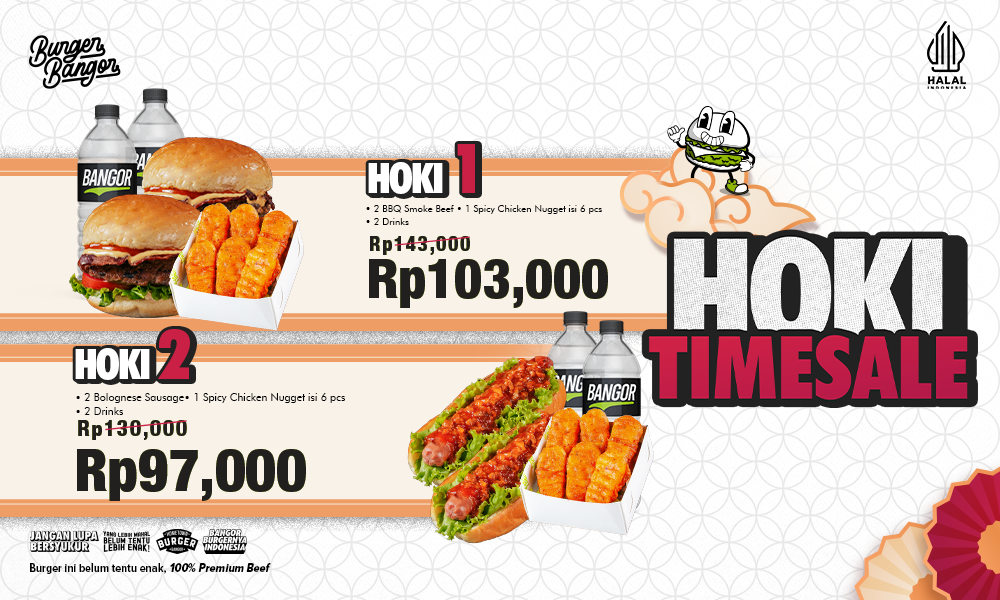 Burger
Bangor
HALAL
INDONESIA
BANGOR
HOKI 1
• 2 BBQ Smoke Beef • 1 Spicy Chicken Nugget isi 6 pcs
• 2 Drinks
Rp143,000
Rp103,000
HOKI
TIMESALE
HOKI 2
• 2 Bolognese Sausage• 1 Spicy Chicken Nugget isi 6 pcs
• 2 Drinks
Rp130,000
Rp97,000
BANGOR
JANGAN LUPA
BERSYUKUR
YANG LEBIH MAHAL
BELUM TENTU
LEBIH ENAK!
HOMETOWN
BURGER
BANGOR
BANGOR
BURGERNYA
INDONESIA
Burger ini belum tentu enak, 100% Premium Beef